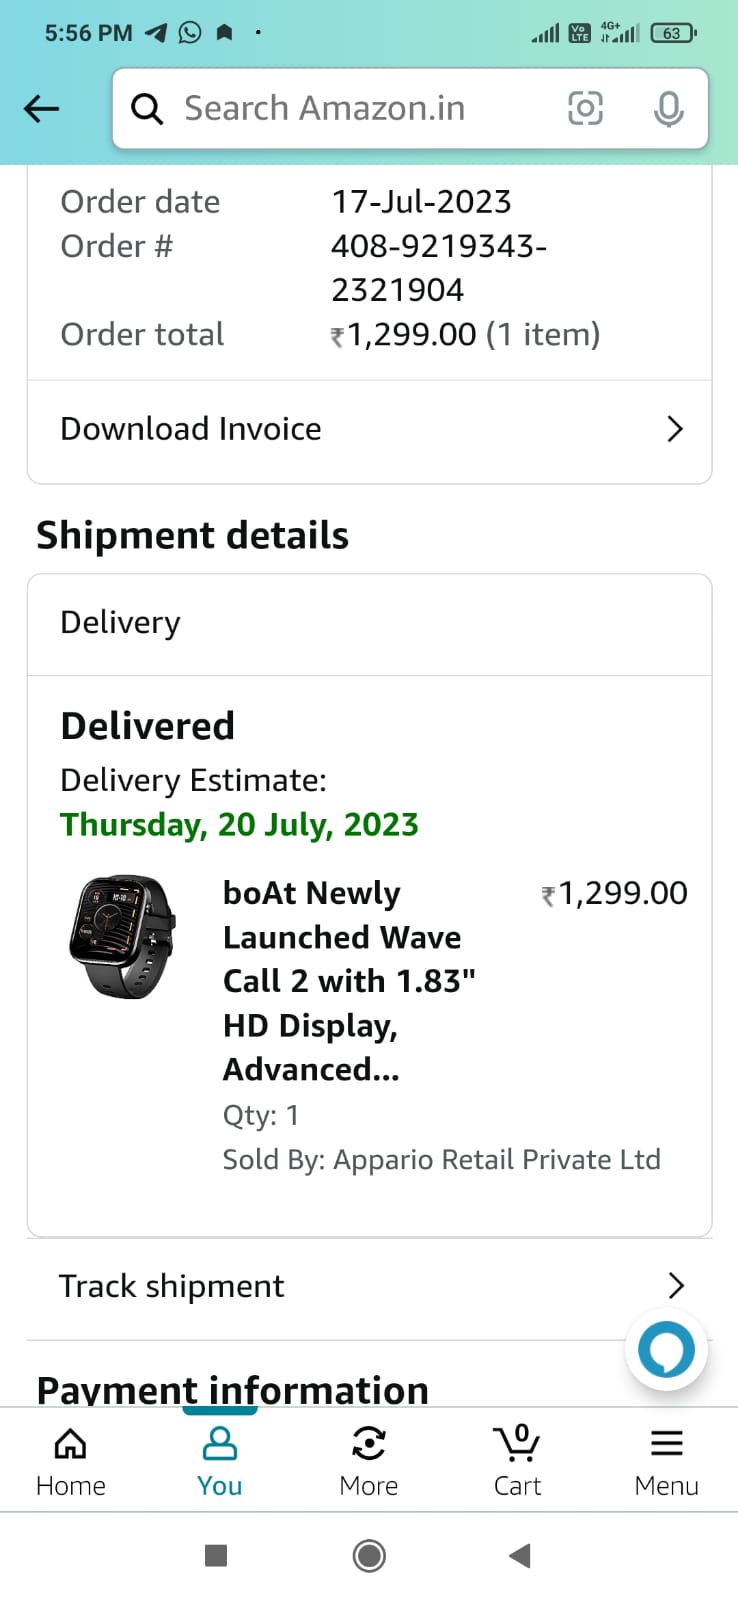 5:56 PM
Vo LTE 4G+ 63
Search Amazon.in
Order date 17-Jul-2023
Order # 408-9219343-
2321904
Order total ₹1,299.00 (1 item)
Download Invoice
Shipment details
Delivery
Delivered
Delivery Estimate:
Thursday, 20 July, 2023
boAt Newly ₹1,299.00
Launched Wave
Call 2 with 1.83"
HD Display,
Advanced...
Qty: 1
Sold By: Appario Retail Private Ltd
Track shipment
Payment information
0
Home You More Cart Menu